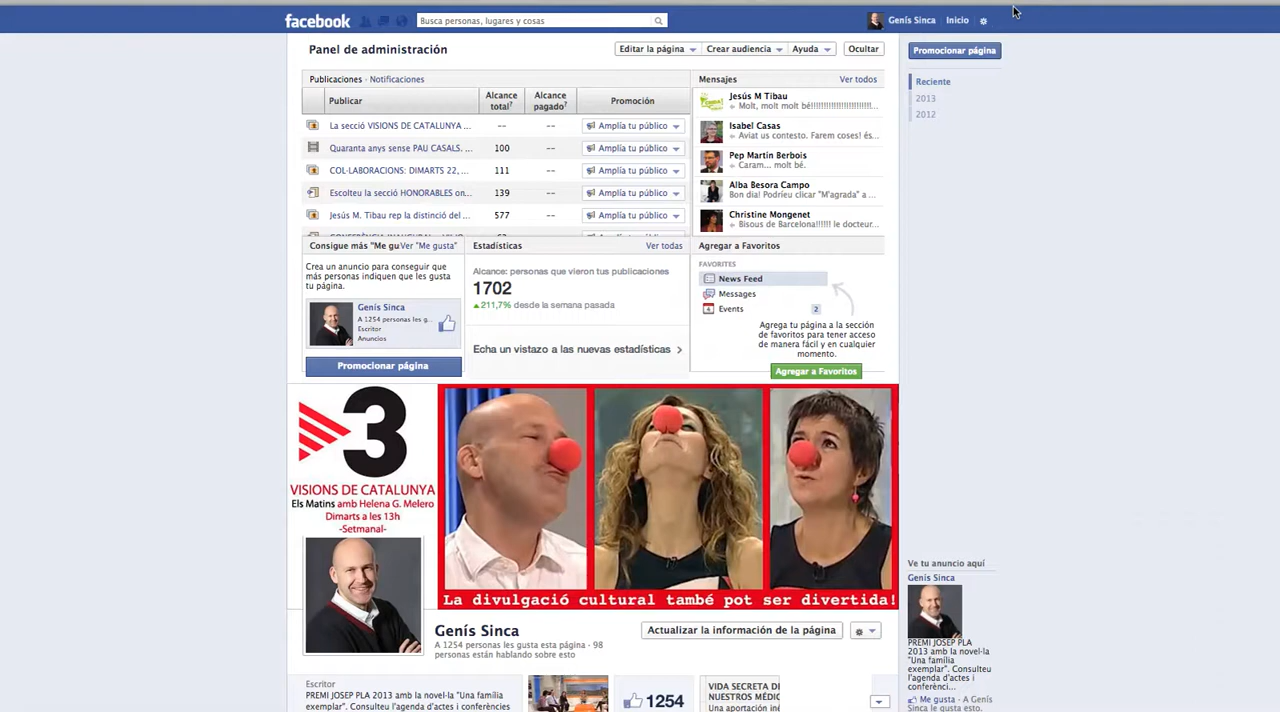 facebook
Busca personas, lugares y cosas
Genís Sinca
Inicio
Panel de administración
Editar la página
Crear audiencia
Ayuda
Ocultar
Promocionar página
Reciente
2013
2012
Publicaciones · Notificaciones
Publicar
Alcance total?
Alcance pagado?
Promoción
La secció VISIONS DE CATALUNYA ...
--
--
Amplía tu público
Quaranta anys sense PAU CASALS. ...
100
--
Amplía tu público
COL·LABORACIONS: DIMARTS 22, ...
111
--
Amplía tu público
Escolteu la secció HONORABLES on...
139
--
Amplía tu público
Jesús M. Tibau rep la distinció del ...
577
--
Amplía tu público
Mensajes
Ver todos
Jesús M Tibau
Molt, molt molt bé!!!!!!!!!!!!!!!!!!!!!!!!!!...
Isabel Casas
Aviat us contesto. Farem coses! és...
Pep Martin Berbois
Caram... molt bé.
Alba Besora Campo
Bon dia! Podríeu clicar "M'agrada" a ...
Christine Mongenet
Bisous de Barcelona!!!!!! le docteur...
Consigue más "Me gu
Ver "Me gusta"
Crea un anuncio para conseguir que
más personas indiquen que les gusta
tu página.
Genís Sinca
A 1254 personas les g...
Escritor
Anuncios
Promocionar página
Estadísticas
Ver todas
Alcance: personas que vieron tus publicaciones
1702
211,7% desde la semana pasada
Echa un vistazo a las nuevas estadísticas
Agregar a Favoritos
FAVORITES
News Feed
Messages
Events
2
Agrega tu página a la sección
de favoritos para tener acceso
de manera fácil y en cualquier
momento.
Agregar a Favoritos
3
VISIONS DE CATALUNYA
Els Matins amb Helena G. Melero
Dimarts a les 13h
-Setmanal-
La divulgació cultural també pot ser divertida!
Genís Sinca
A 1254 personas les gusta esta página · 98
personas están hablando sobre esto
Actualizar la información de la página
Escritor
PREMI JOSEP PLA 2013 amb la novel·la "Una família
exemplar". Consulteu l'agenda d'actes i conferències
1254
VIDA SECRETA D
NUESTROS MÉDIC
Una aportación ind
Ve tu anuncio aquí
Genís Sinca
PREMI JOSEP PLA
2013 amb la novel·la
"Una família
exemplar". Consulteu
l'agenda d'actes i
conferènci...
Me gusta · A Genís
Sinca le gusta esto.